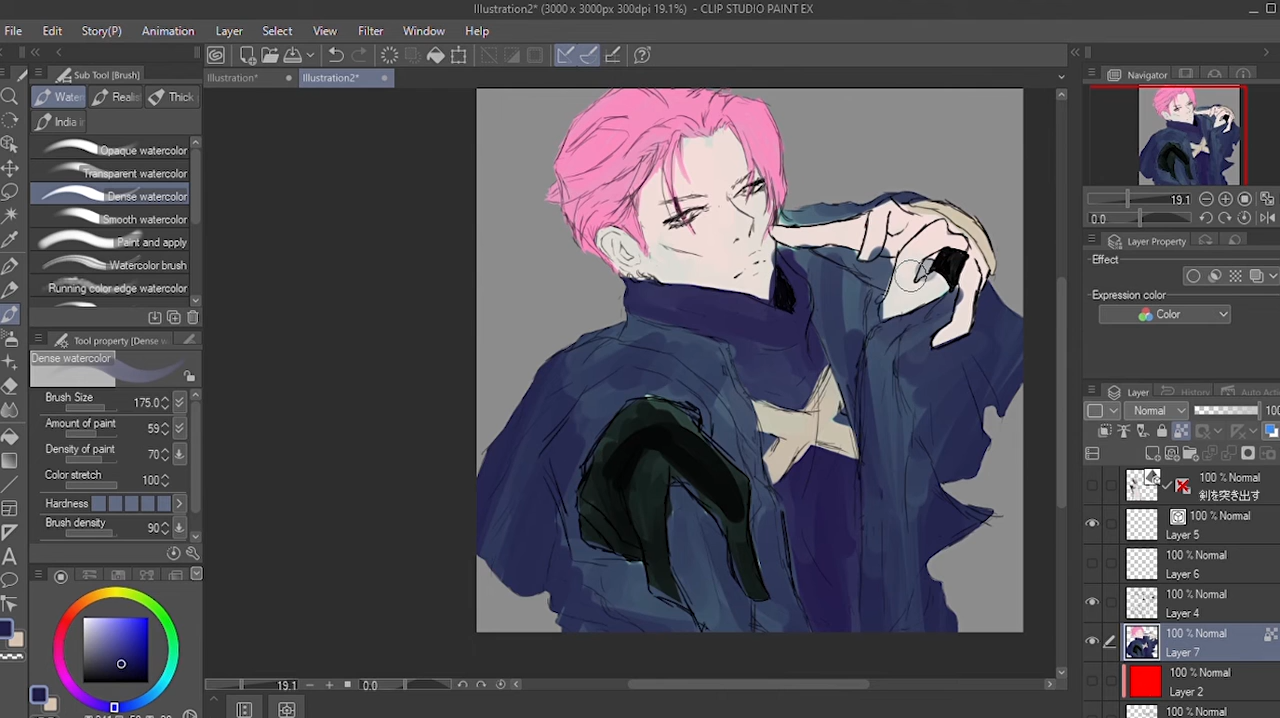 Illustration2* (3000 x 3000px 300dpi 19.1%) - CLIP STUDIO PAINT EX
File Edit Story(P) Animation Layer Select View Filter Window Help
Sub Tool [Brush]
Illustration*
Illustration2*
Navigator
Water
Realis
Thick
India i
Opaque watercolor
Transparent watercolor
Dense watercolor
Smooth watercolor
Paint and apply
Watercolor brush
Running color edge watercolor
Tool property [Dense w
Dense watercolor
Brush Size 175.0
Amount of paint 59
Density of paint 70
Color stretch 100
Hardness
Brush density 90
19.1
0.0
19.1
0.0
Layer Property
Effect
Expression color
Color
Layer
History
Auto Ac
Normal
100
100 % Normal
剣を突き出す
100 % Normal
Layer 5
100 % Normal
Layer 6
100 % Normal
Layer 4
100 % Normal
Layer 7
100 % Normal
Layer 2
100 % Normal